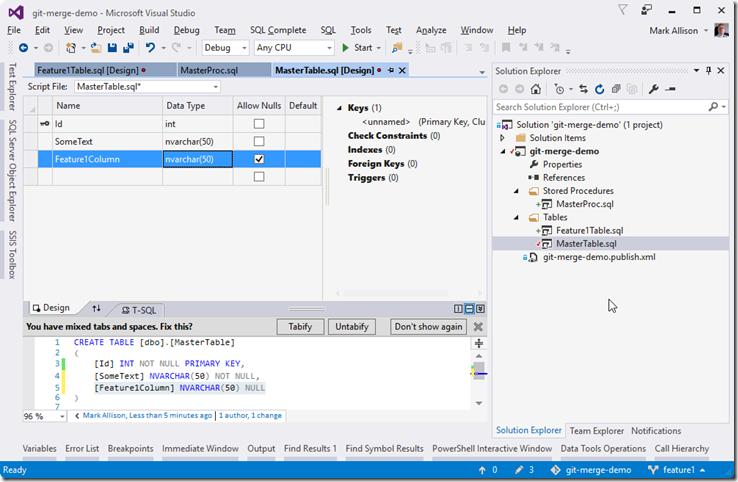 git-merge-demo - Microsoft Visual Studio
File Edit View Project Build Debug Team SQL Complete SQL Tools Test Analyze Window Help
Mark Allison
Debug Any CPU Start
Test Explorer
SQL Server Object Explorer
SSIS Toolbox
Feature1Table.sql [Design] MasterProc.sql MasterTable.sql [Design]
Script File: MasterTable.sql*
Name Data Type Allow Nulls Default
Id int
SomeText nvarchar(50)
Feature1Column nvarchar(50)
Keys (1)
<unnamed> (Primary Key, Clu
Check Constraints (0)
Indexes (0)
Foreign Keys (0)
Triggers (0)
Design T-SQL
You have mixed tabs and spaces. Fix this? Tabify Untabify Don't show again
1 CREATE TABLE [dbo].[MasterTable]
2 (
3 [Id] INT NOT NULL PRIMARY KEY,
4 [SomeText] NVARCHAR(50) NOT NULL,
5 [Feature1Column] NVARCHAR(50) NULL
6 )
7
96 % < Mark Allison, Less than 5 minutes ago | 1 author, 1 change
Solution Explorer
Search Solution Explorer (Ctrl+;)
Solution 'git-merge-demo' (1 project)
Solution Items
git-merge-demo
Properties
References
Stored Procedures
MasterProc.sql
Tables
Feature1Table.sql
MasterTable.sql
git-merge-demo.publish.xml
Solution Explorer Team Explorer Notifications
Variables Error List Breakpoints Immediate Window Output Find Results 1 Find Symbol Results PowerShell Interactive Window Data Tools Operations Call Hierarchy
Ready 0 3 git-merge-demo feature1